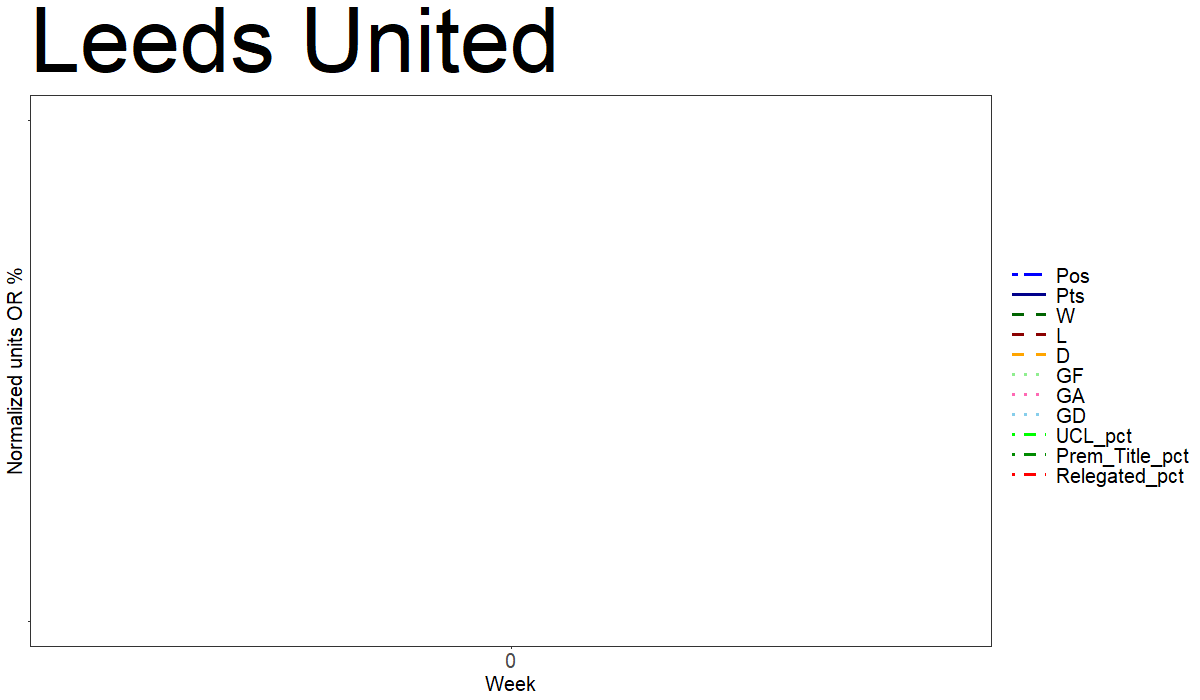 Leeds United
Normalized units OR %
0
Week
Pos
Pts
W
L
D
GF
GA
GD
UCL_pct
Prem_Title_pct
Relegated_pct